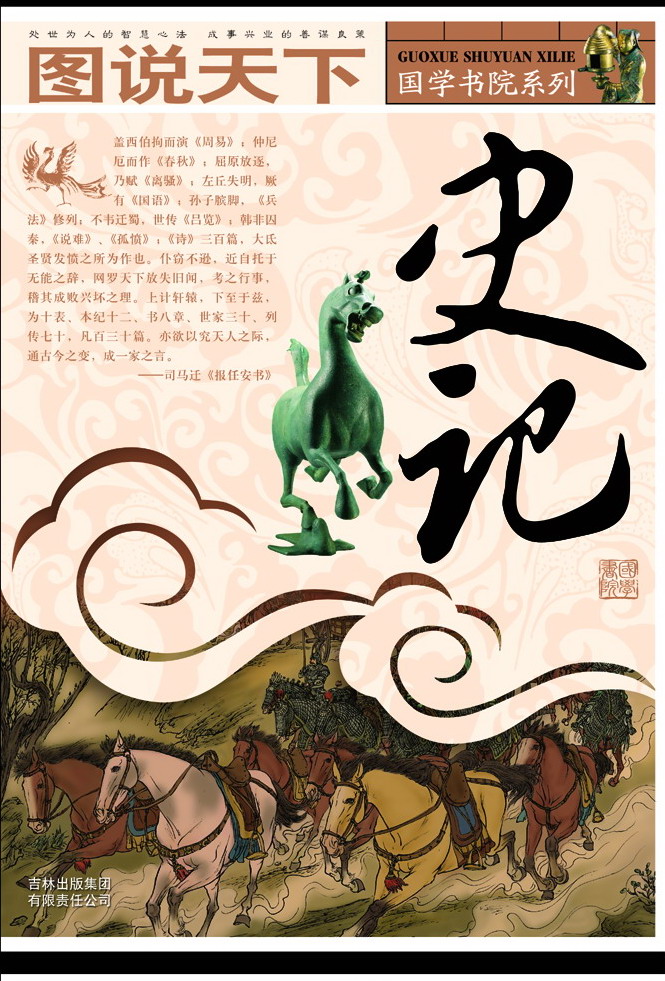 处世为人的智慧心法 成事兴业的善谋良策
图说天下
GUOXUE SHUYUAN XILIE
国学书院系列
史记
盖西伯拘而演《周易》；仲尼
厄而作《春秋》；屈原放逐，
乃赋《离骚》；左丘失明，厥
有《国语》；孙子膑脚，《兵
法》修列；不韦迁蜀，世传《吕览》；韩非囚
秦，《说难》、《孤愤》；《诗》三百篇，大氐
圣贤发愤之所为作也。仆窃不逊，近自托于
无能之辞，网罗天下放失旧闻，考之行事，
稽其成败兴坏之理。上计轩辕，下至于兹，
为十表、本纪十二、书八章、世家三十、列
传七十，凡百三十篇。亦欲以究天人之际，
通古今之变，成一家之言。
——司马迁《报任安书》
國學
書院
吉林出版集团
有限责任公司